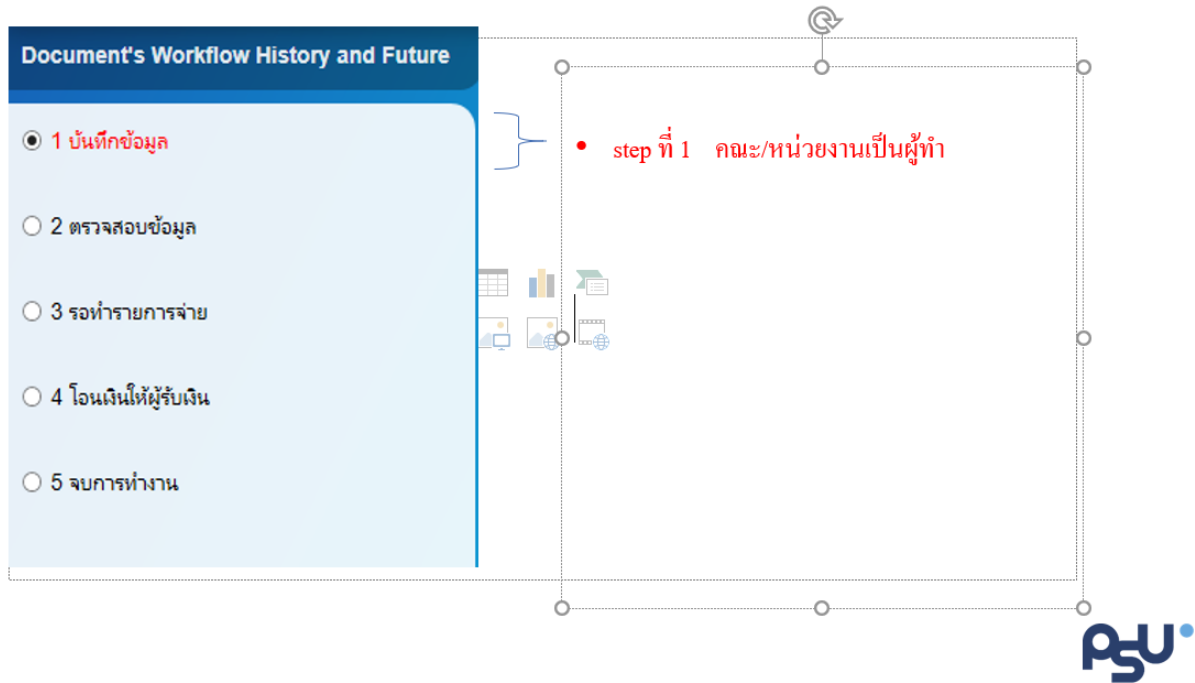 Document's Workflow History and Future
1 บันทึกข้อมูล
• step ที่ 1 คณะ/หน่วยงานเป็นผู้ทำ
2 ตรวจสอบข้อมูล
3 รอทำรายการจ่าย
4 โอนเงินให้ผู้รับเงิน
5 จบการทำงาน
PSU